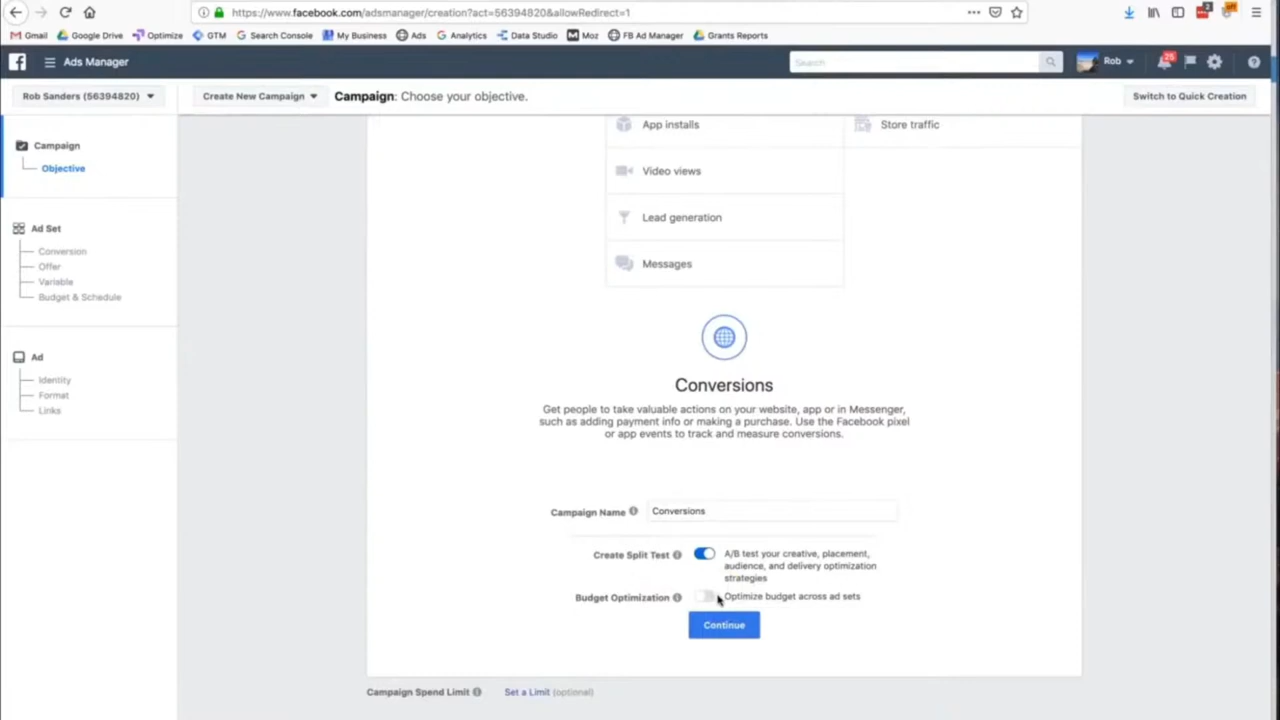 https://www.facebook.com/adsmanager/creation?act=56394820&allowRedirect=1
Gmail Google Drive Optimize GTM Search Console My Business Ads Analytics Data Studio Moz FB Ad Manager Grants Reports
Ads Manager
Search
Rob
25
Rob Sanders (56394820)
Create New Campaign
Campaign: Choose your objective.
Switch to Quick Creation
Campaign
Objective
Ad Set
Conversion
Offer
Variable
Budget & Schedule
Ad
Identity
Format
Links
App installs
Store traffic
Video views
Lead generation
Messages
Conversions
Get people to take valuable actions on your website, app or in Messenger,
such as adding payment info or making a purchase. Use the Facebook pixel
or app events to track and measure conversions.
Campaign Name Conversions
Create Split Test A/B test your creative, placement,
audience, and delivery optimization
strategies
Budget Optimization Optimize budget across ad sets
Continue
Campaign Spend Limit Set a Limit (optional)